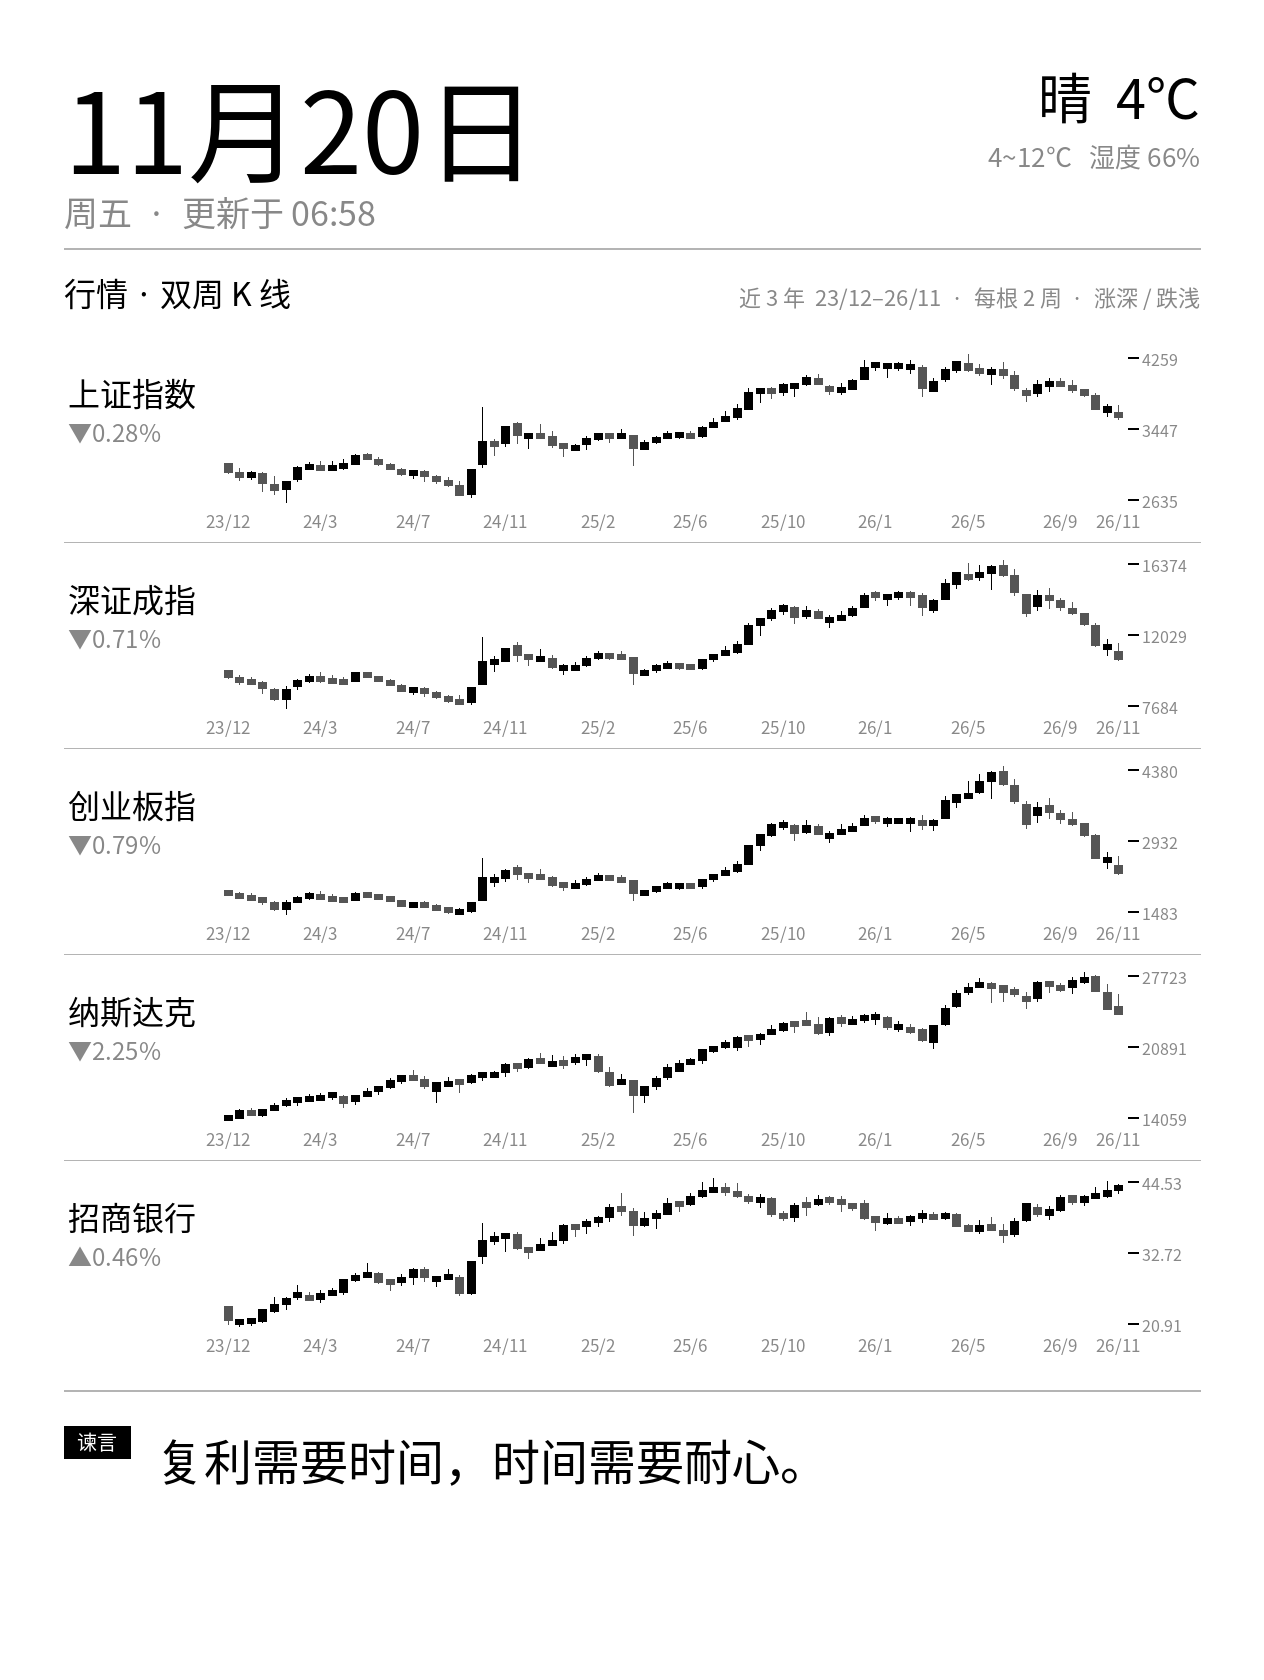 11月20日
晴 4℃
4~12℃ 湿度 66%
周五 · 更新于 06:58
行情 · 双周 K 线
近 3 年 23/12–26/11 · 每根 2 周 · 涨深 / 跌浅
上证指数
▼0.28%
4259
3447
2635
23/12 24/3 24/7 24/11 25/2 25/6 25/10 26/1 26/5 26/9 26/11
深证成指
▼0.71%
16374
12029
7684
23/12 24/3 24/7 24/11 25/2 25/6 25/10 26/1 26/5 26/9 26/11
创业板指
▼0.79%
4380
2932
1483
23/12 24/3 24/7 24/11 25/2 25/6 25/10 26/1 26/5 26/9 26/11
纳斯达克
▼2.25%
27723
20891
14059
23/12 24/3 24/7 24/11 25/2 25/6 25/10 26/1 26/5 26/9 26/11
招商银行
▲0.46%
44.53
32.72
20.91
23/12 24/3 24/7 24/11 25/2 25/6 25/10 26/1 26/5 26/9 26/11
谏言
复利需要时间，时间需要耐心。